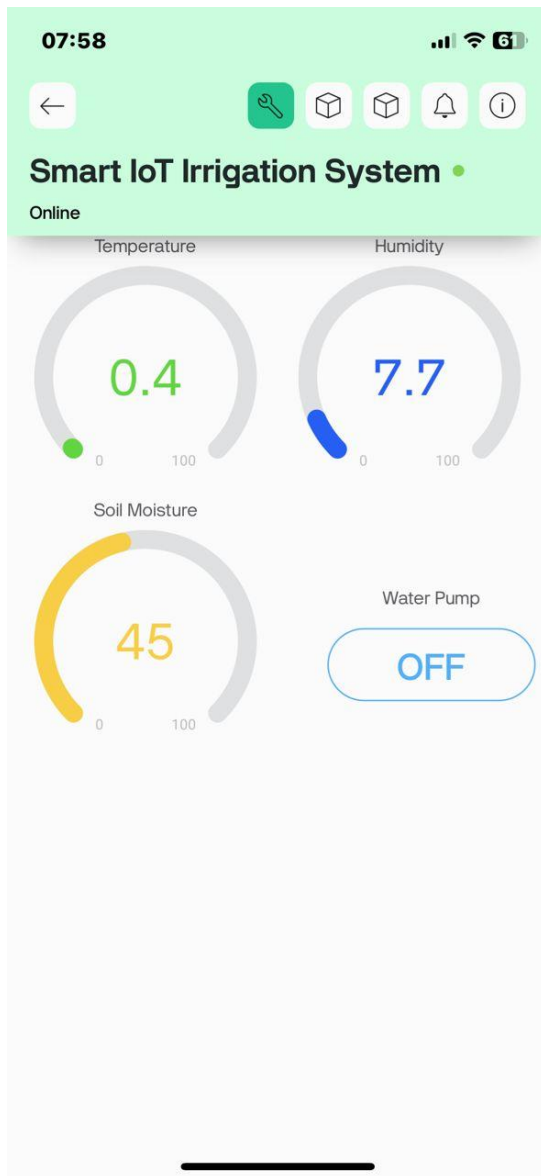 07:58
61
Smart IoT Irrigation System
Online
Temperature
Humidity
0.4
7.7
0
100
0
100
Soil Moisture
45
0
100
Water Pump
OFF